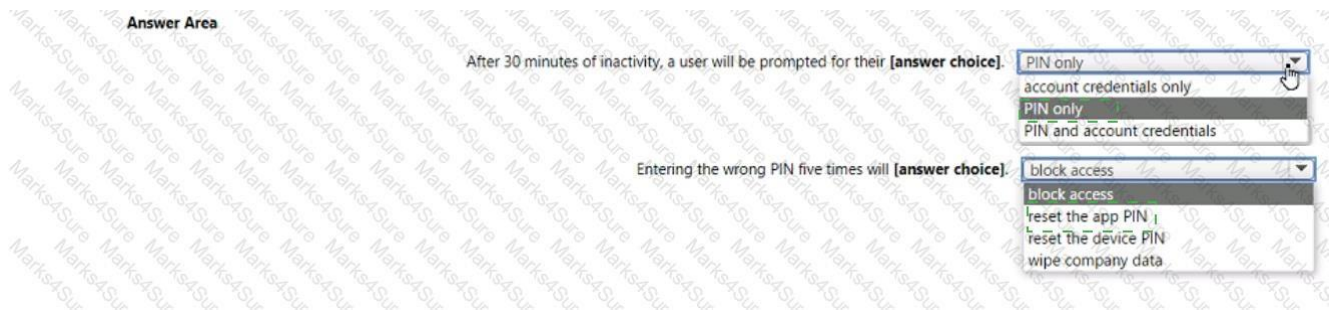 Answer Area
After 30 minutes of inactivity, a user will be prompted for their [answer choice].
PIN only
account credentials only
PIN only
PIN and account credentials
Entering the wrong PIN five times will [answer choice].
block access
block access
reset the app PIN
reset the device PIN
wipe company data
Marks4Sure